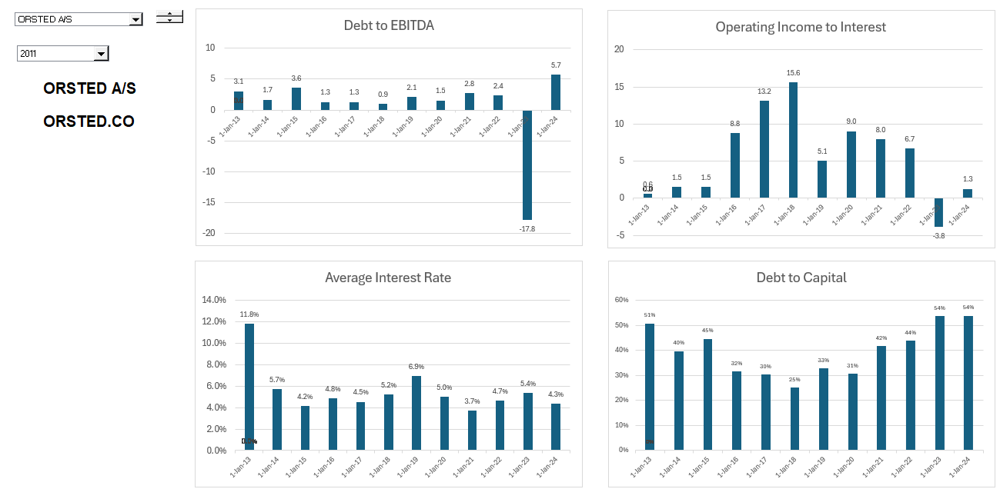 ORSTED A/S
2011
ORSTED A/S
ORSTED.CO
Debt to EBITDA
10
5
0
-5
-10
-15
-20
3.1
1.7
3.6
1.3
1.3
0.9
2.1
1.5
2.8
2.4
-17.8
5.7
1-Jan-13
1-Jan-14
1-Jan-15
1-Jan-16
1-Jan-17
1-Jan-18
1-Jan-19
1-Jan-20
1-Jan-21
1-Jan-22
1-Jan-24
Operating Income to Interest
20
15
10
5
0
-5
0.6
1.5
1.5
8.8
13.2
15.6
5.1
9.0
8.0
6.7
-3.8
1.3
1-Jan-13
1-Jan-14
1-Jan-15
1-Jan-16
1-Jan-17
1-Jan-18
1-Jan-19
1-Jan-20
1-Jan-21
1-Jan-22
1-Jan-24
Average Interest Rate
14.0%
12.0%
10.0%
8.0%
6.0%
4.0%
2.0%
0.0%
11.8%
5.7%
4.2%
4.8%
4.5%
5.2%
6.9%
5.0%
3.7%
4.7%
5.4%
4.3%
1-Jan-13
1-Jan-14
1-Jan-15
1-Jan-16
1-Jan-17
1-Jan-18
1-Jan-19
1-Jan-20
1-Jan-21
1-Jan-22
1-Jan-23
1-Jan-24
Debt to Capital
60%
50%
40%
30%
20%
10%
0%
51%
40%
45%
32%
30%
25%
33%
31%
42%
44%
54%
54%
1-Jan-13
1-Jan-14
1-Jan-15
1-Jan-16
1-Jan-17
1-Jan-18
1-Jan-19
1-Jan-20
1-Jan-21
1-Jan-22
1-Jan-23
1-Jan-24